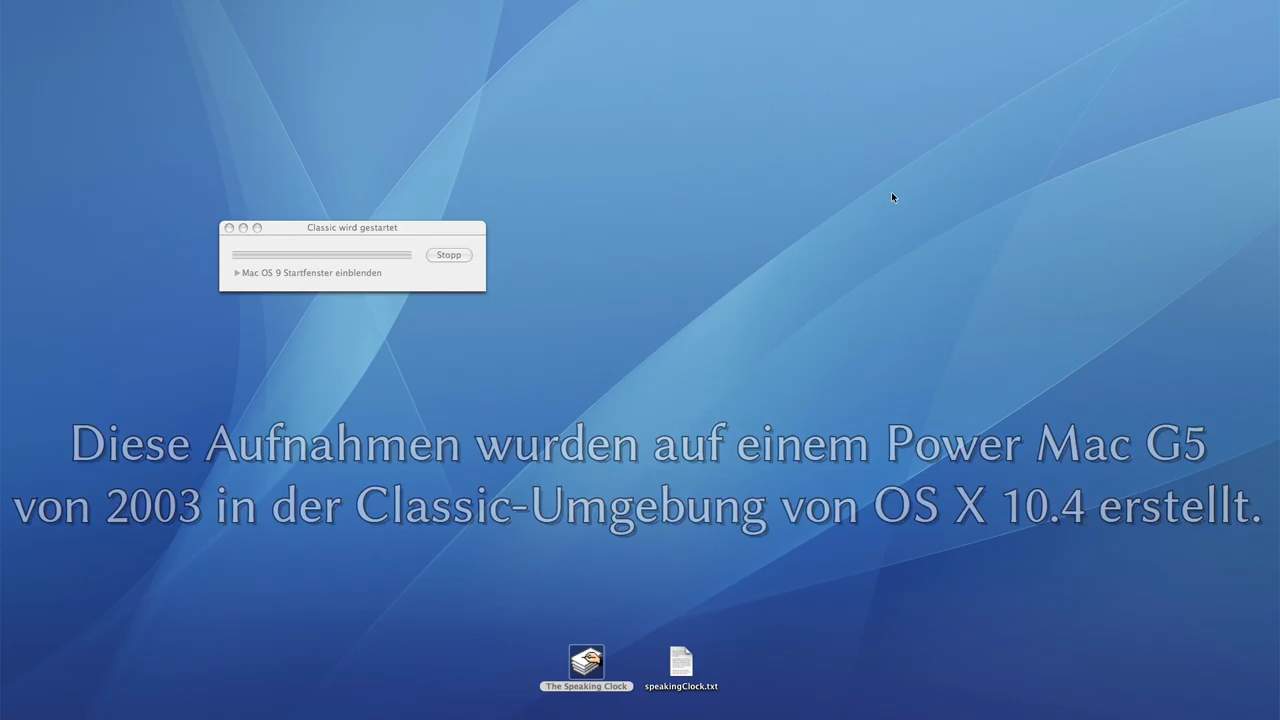 Classic wird gestartet
Stopp
Mac OS 9 Startfenster einblenden
Diese Aufnahmen wurden auf einem Power Mac G5
von 2003 in der Classic-Umgebung von OS X 10.4 erstellt.
The Speaking Clock
speakingClock.txt